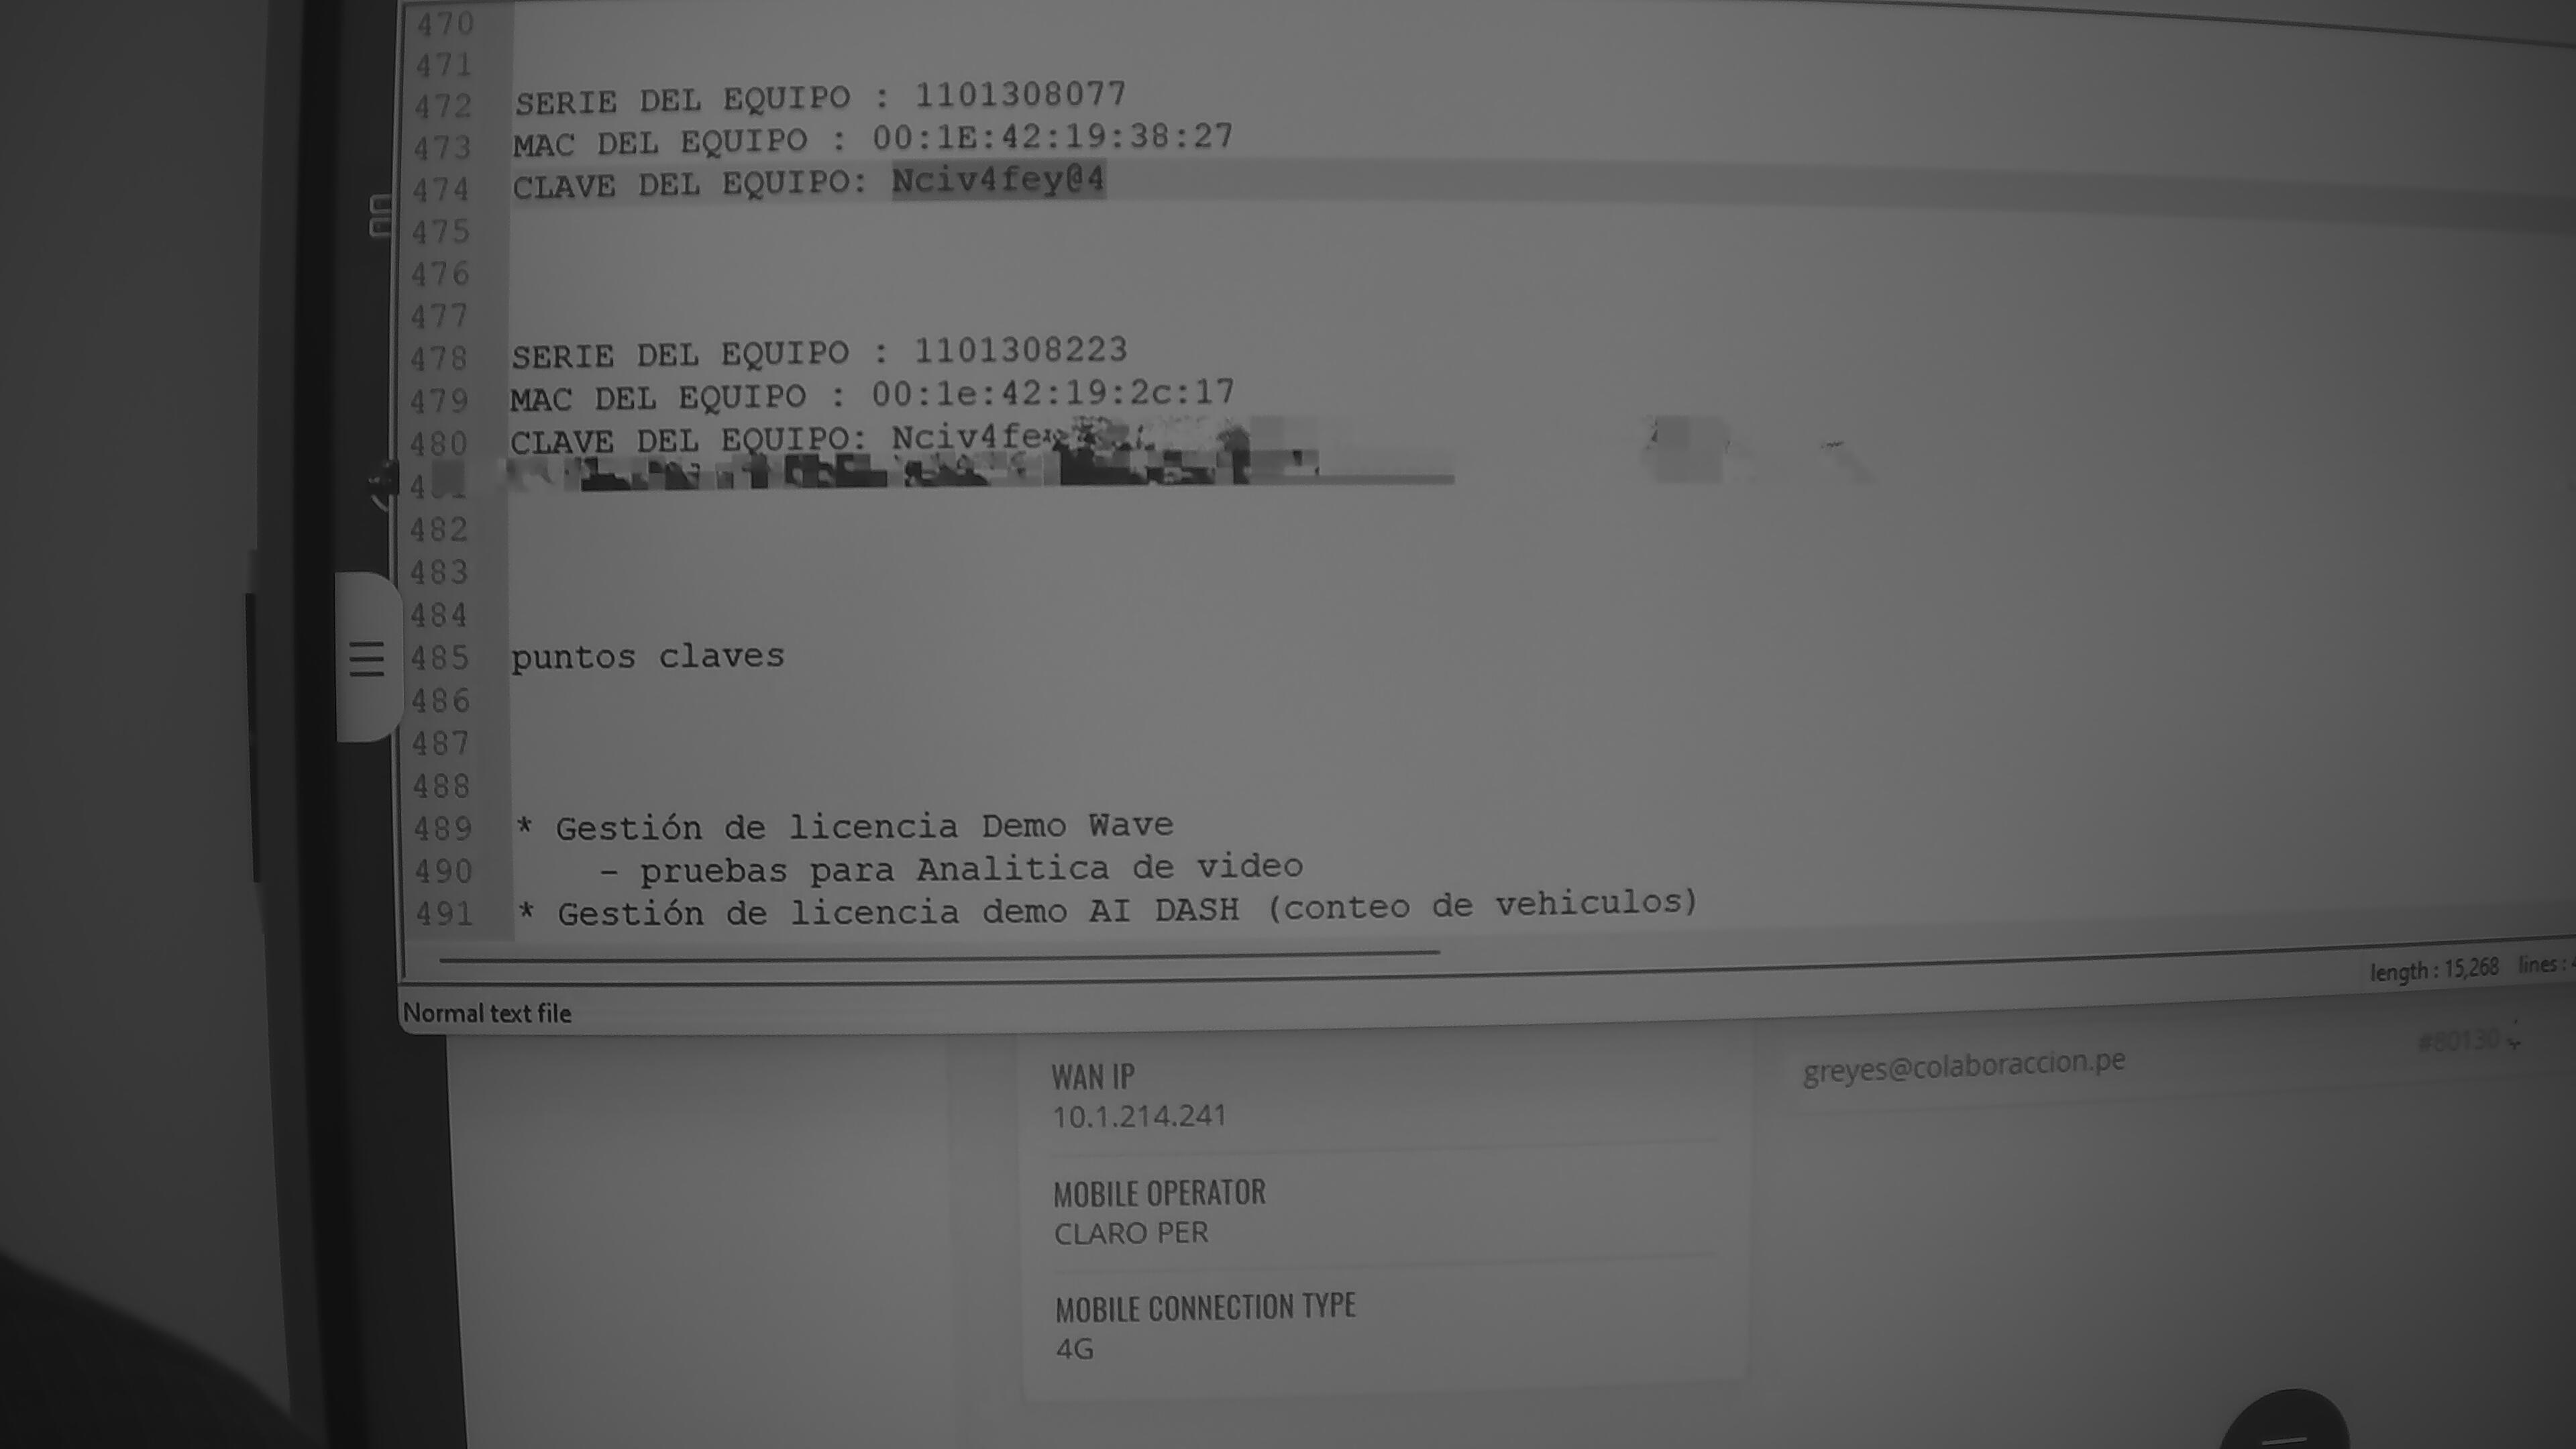 470
471
472 SERIE DEL EQUIPO : 1101308077
473 MAC DEL EQUIPO : 00:1E:42:19:38:27
474 CLAVE DEL EQUIPO: Nciv4fey@4
475
476
477
478 SERIE DEL EQUIPO : 1101308223
479 MAC DEL EQUIPO : 00:1e:42:19:2c:17
480 CLAVE DEL EQUIPO:
482
483
484
485 puntos claves
486
487
488
489 * Gestión de licencia Demo Wave
490 - pruebas para Analitica de video
491 * Gestión de licencia demo AI DASH (conteo de vehiculos)
length : 15,268 lines :
Normal text file
WAN IP
10.1.214.241
greyes@colaboraccion.pe
#80130
MOBILE OPERATOR
CLARO PER
MOBILE CONNECTION TYPE
4G